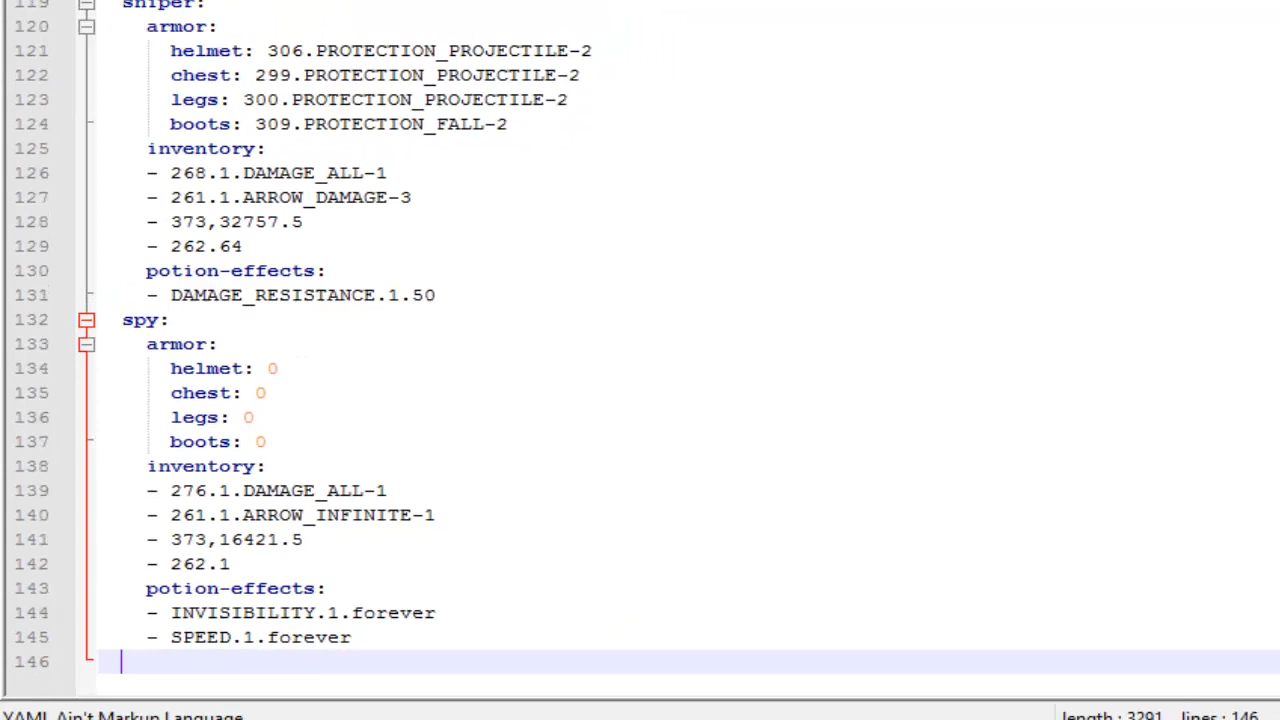 119 sniper:
120 armor:
121 helmet: 306.PROTECTION_PROJECTILE-2
122 chest: 299.PROTECTION_PROJECTILE-2
123 legs: 300.PROTECTION_PROJECTILE-2
124 boots: 309.PROTECTION_FALL-2
125 inventory:
126 - 268.1.DAMAGE_ALL-1
127 - 261.1.ARROW_DAMAGE-3
128 - 373,32757.5
129 - 262.64
130 potion-effects:
131 - DAMAGE_RESISTANCE.1.50
132 spy:
133 armor:
134 helmet: 0
135 chest: 0
136 legs: 0
137 boots: 0
138 inventory:
139 - 276.1.DAMAGE_ALL-1
140 - 261.1.ARROW_INFINITE-1
141 - 373,16421.5
142 - 262.1
143 potion-effects:
144 - INVISIBILITY.1.forever
145 - SPEED.1.forever
146
YAML Ain't Markup Language length : 3291 lines : 146